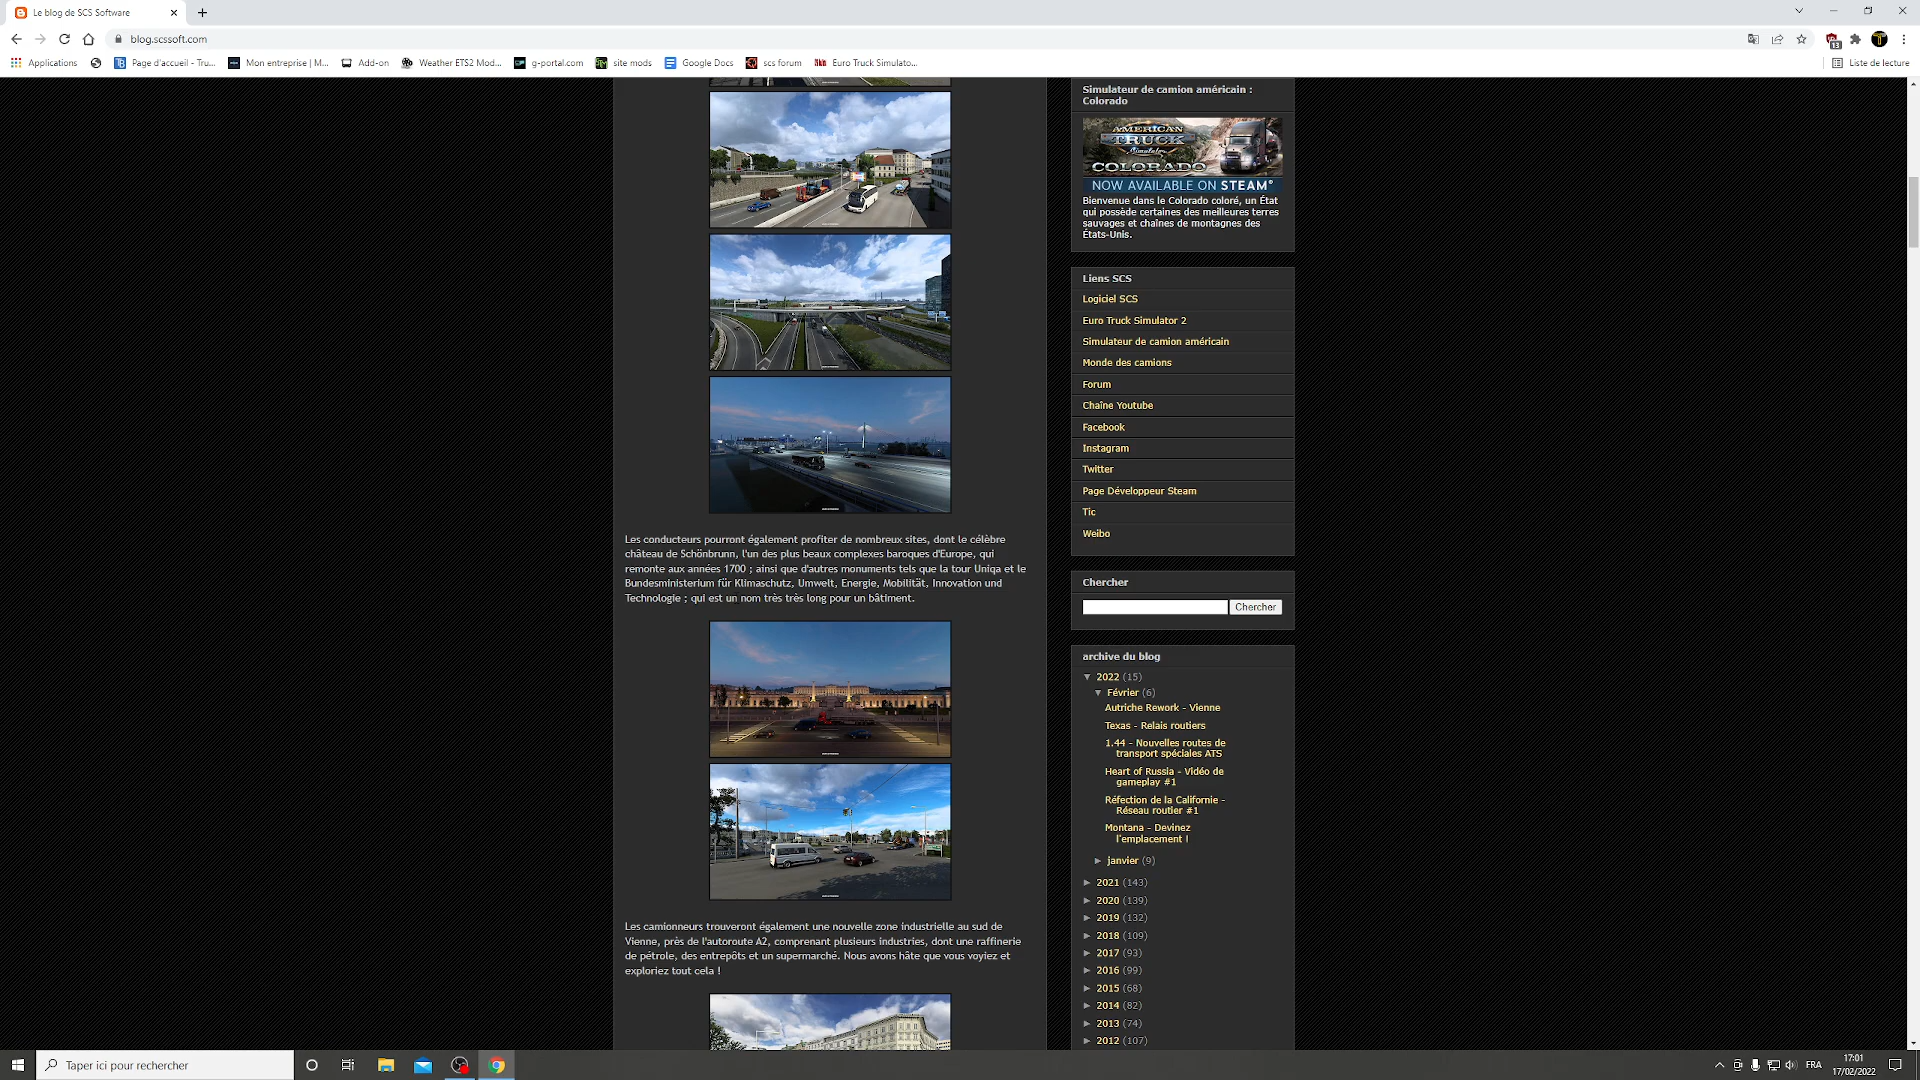 Le blog de SCS Software
blog.scssoft.com
13
Applications
Page d'accueil - Tru...
Mon entreprise | M...
Add-on
Weather ETS2 Mod...
g-portal.com
site mods
Google Docs
scs forum
Euro Truck Simulato...
Liste de lecture
Les conducteurs pourront également profiter de nombreux sites, dont le célèbre
château de Schönbrunn, l'un des plus beaux complexes baroques d'Europe, qui
remonte aux années 1700 ; ainsi que d'autres monuments tels que la tour Uniqa et le
Bundesministerium für Klimaschutz, Umwelt, Energie, Mobilität, Innovation und
Technologie ; qui est un nom très très long pour un bâtiment.
Les camionneurs trouveront également une nouvelle zone industrielle au sud de
Vienne, près de l'autoroute A2, comprenant plusieurs industries, dont une raffinerie
de pétrole, des entrepôts et un supermarché. Nous avons hâte que vous voyiez et
exploriez tout cela !
Simulateur de camion américain :
Colorado
AMERICAN
TRUCK
Simulator
COLORADO
NOW AVAILABLE ON STEAM
Bienvenue dans le Colorado coloré, un État
qui possède certaines des meilleures terres
sauvages et chaînes de montagnes des
États-Unis.
Liens SCS
Logiciel SCS
Euro Truck Simulator 2
Simulateur de camion américain
Monde des camions
Forum
Chaîne Youtube
Facebook
Instagram
Twitter
Page Développeur Steam
Tic
Weibo
Chercher
Chercher
archive du blog
▼ 2022 (15)
▼ Février (6)
Autriche Rework - Vienne
Texas - Relais routiers
1.44 - Nouvelles routes de
transport spéciales ATS
Heart of Russia - Vidéo de
gameplay #1
Réfection de la Californie -
Réseau routier #1
Montana - Devinez
l'emplacement !
► janvier (9)
► 2021 (143)
► 2020 (139)
► 2019 (132)
► 2018 (109)
► 2017 (93)
► 2016 (99)
► 2015 (68)
► 2014 (82)
► 2013 (74)
► 2012 (107)
Taper ici pour rechercher
FRA
17:01
17/02/2022